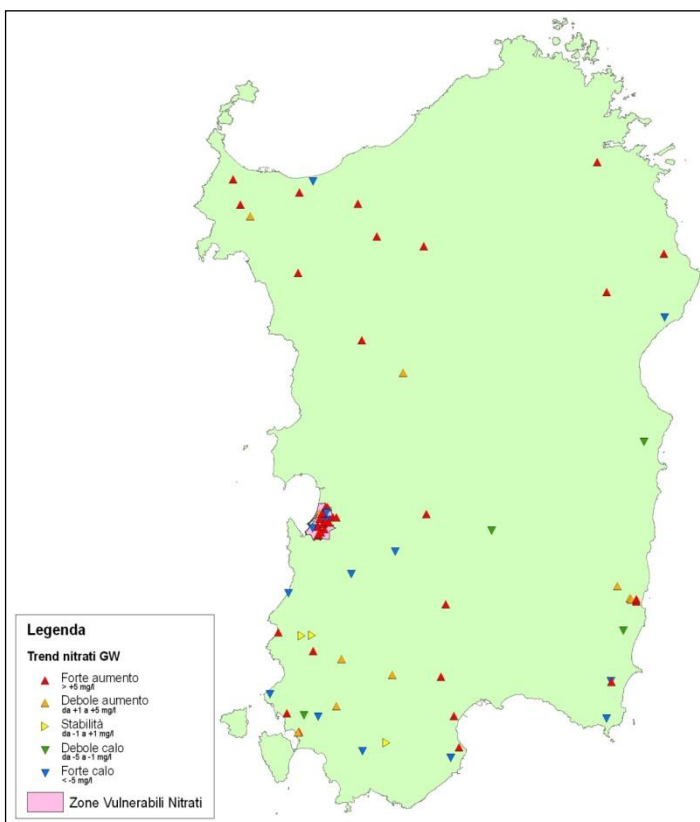 Legenda
Trend nitrati GW
Forte aumento
> +5 mg/l
Debole aumento
da +1 a +5 mg/l
Stabilità
da -1 a +1 mg/l
Debole calo
da -5 a -1 mg/l
Forte calo
< -5 mg/l
Zone Vulnerabili Nitrati